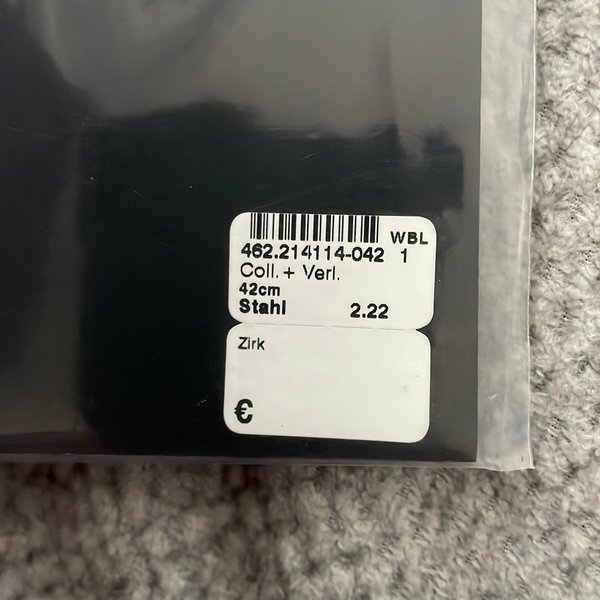 WBL
462.214114-042 1
Coll. + Verl.
42cm
Stahl 2.22
Zirk
€